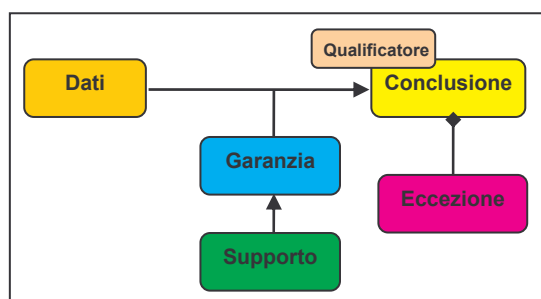 Qualificatore
Dati
Conclusione
Garanzia
Eccezione
Supporto